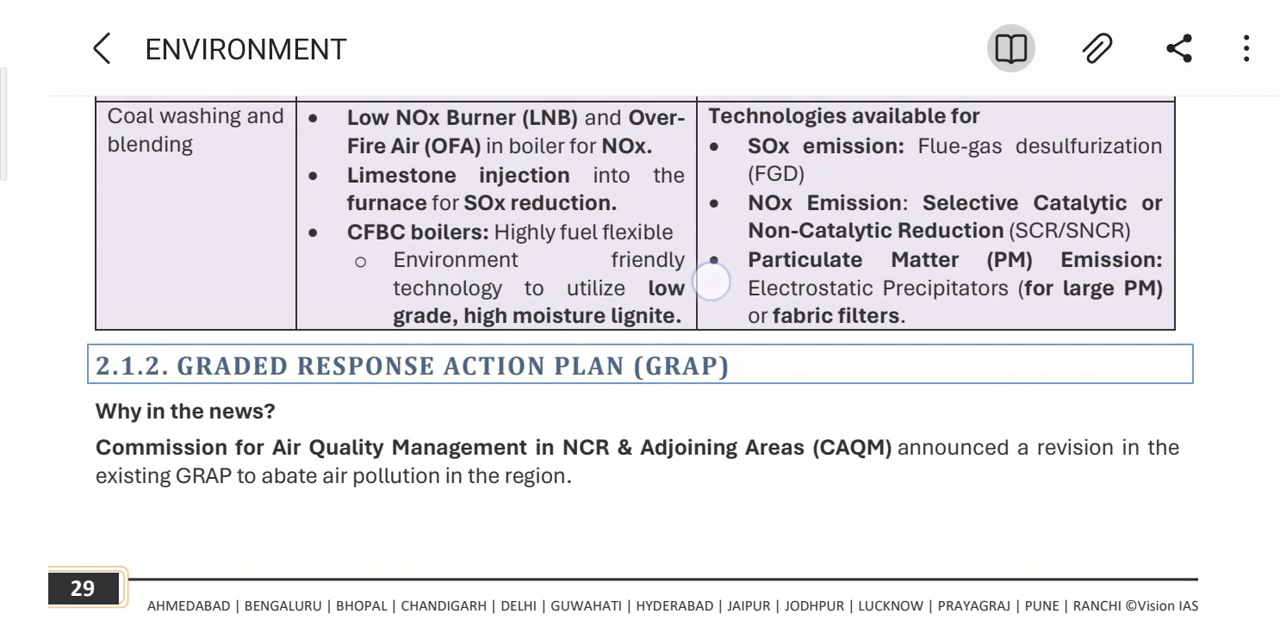 ENVIRONMENT
Coal washing and
blending
• Low NOx Burner (LNB) and Over-
Fire Air (OFA) in boiler for NOx.
• Limestone injection into the
furnace for SOx reduction.
• CFBC boilers: Highly fuel flexible
o Environment friendly
technology to utilize low
grade, high moisture lignite.
Technologies available for
• SOx emission: Flue-gas desulfurization
(FGD)
• NOx Emission: Selective Catalytic or
Non-Catalytic Reduction (SCR/SNCR)
• Particulate Matter (PM) Emission:
Electrostatic Precipitators (for large PM)
or fabric filters.
2.1.2. GRADED RESPONSE ACTION PLAN (GRAP)
Why in the news?
Commission for Air Quality Management in NCR & Adjoining Areas (CAQM) announced a revision in the
existing GRAP to abate air pollution in the region.
29
AHMEDABAD | BENGALURU | BHOPAL | CHANDIGARH | DELHI | GUWAHATI | HYDERABAD | JAIPUR | JODHPUR | LUCKNOW | PRAYAGRAJ | PUNE | RANCHI ©Vision IAS